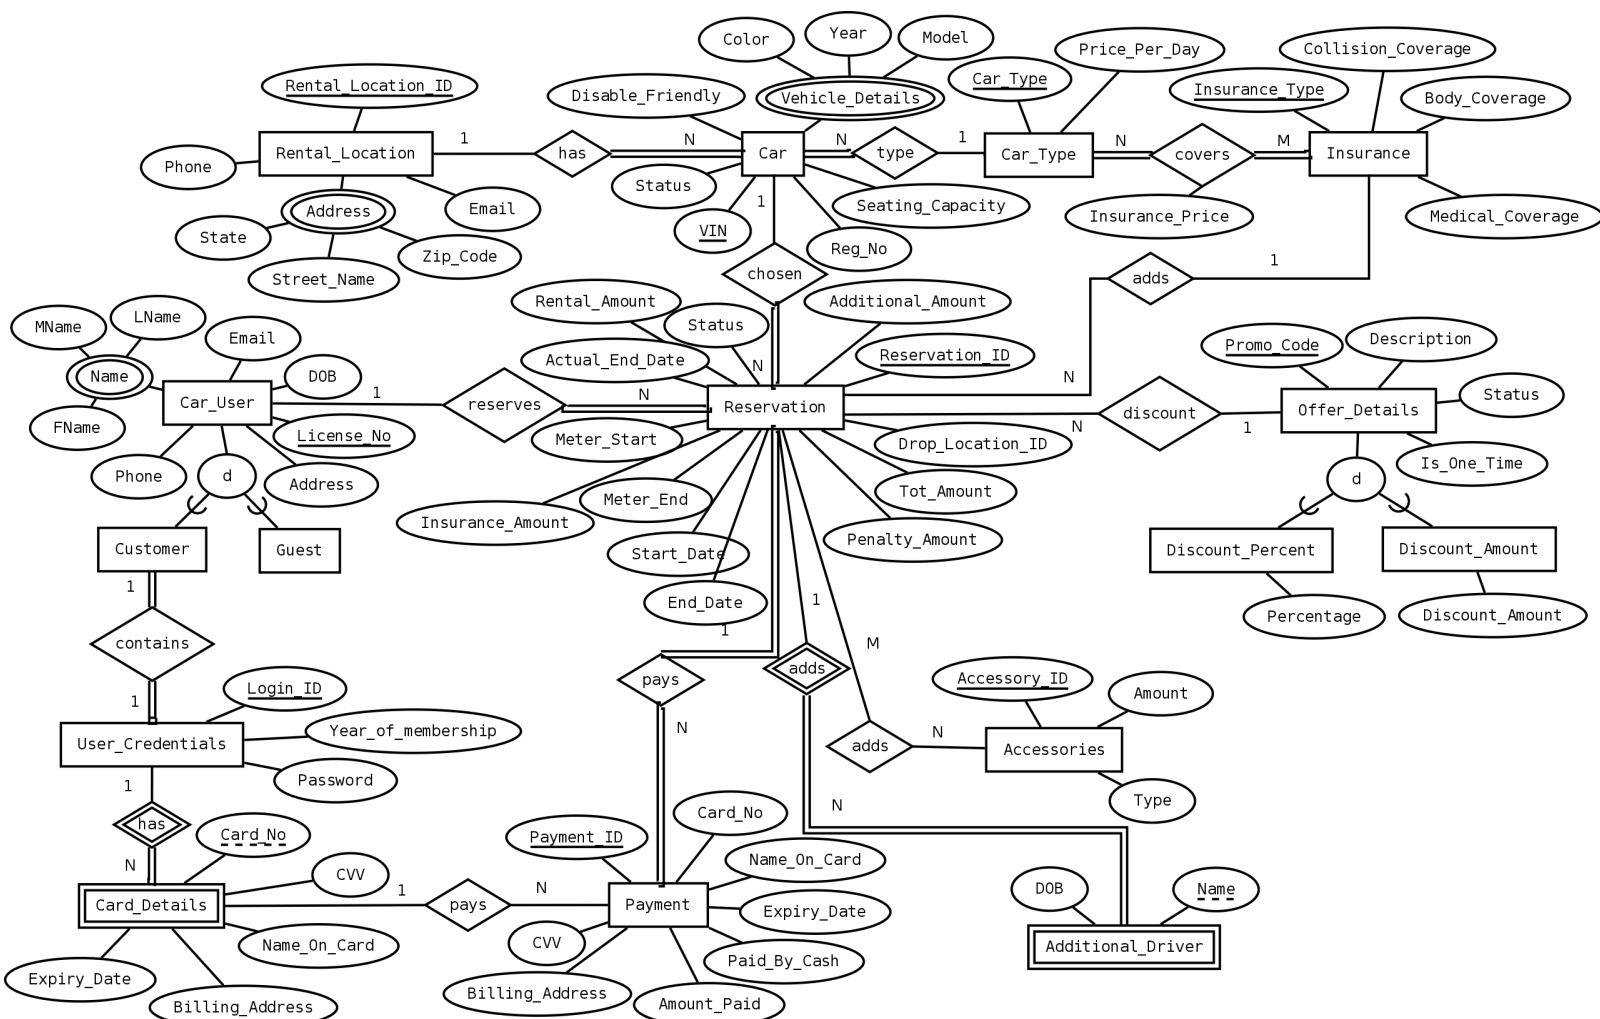 Color
Year
Model
Rental_Location_ID
Disable_Friendly
Vehicle_Details
Car_Type
Price_Per_Day
Collision_Coverage
Insurance_Type
Body_Coverage
Phone
Rental_Location
1
has
N
Car
N
type
1
Car_Type
N
covers
M
Insurance
Status
Seating_Capacity
Insurance_Price
Medical_Coverage
Address
Email
State
Zip_Code
Street_Name
VIN
1
Reg_No
chosen
adds
1
Rental_Amount
Status
Additional_Amount
MName
LName
Email
Actual_End_Date
N
Reservation_ID
N
Promo_Code
Description
Name
DOB
Car_User
1
reserves
N
Reservation
discount
N
1
Offer_Details
Status
FName
License_No
Meter_Start
Drop_Location_ID
Is_One_Time
Phone
d
Address
Meter_End
Tot_Amount
d
Insurance_Amount
Penalty_Amount
Customer
Guest
Start_Date
Discount_Percent
Discount_Amount
1
End_Date
1
1
Percentage
Discount_Amount
contains
M
1
Login_ID
pays
adds
Accessory_ID
Amount
User_Credentials
Year_of_membership
N
adds
N
Accessories
Password
1
Type
has
Card_No
N
Payment_ID
Card_No
N
CVV
Name_On_Card
Card_Details
1
pays
N
Payment
Expiry_Date
DOB
Name
Name_On_Card
CVV
Paid_By_Cash
Additional_Driver
Expiry_Date
Billing_Address
Billing_Address
Amount_Paid